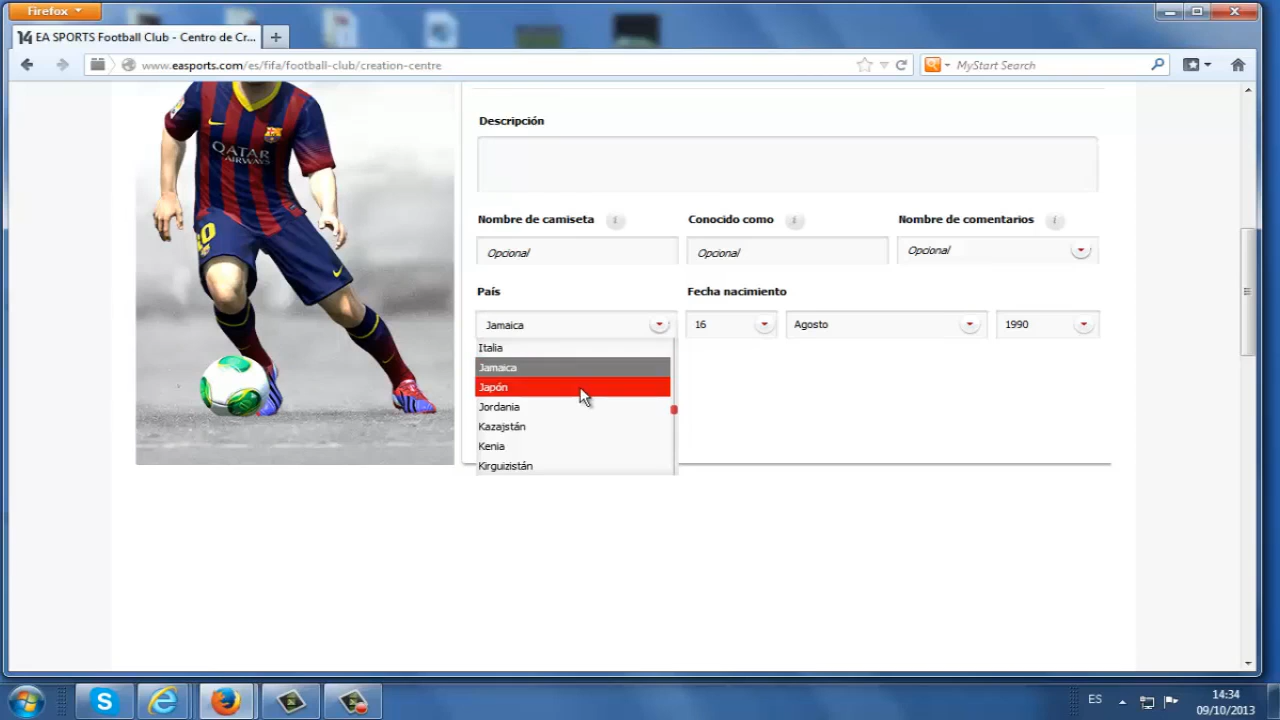 Firefox
14 EA SPORTS Football Club - Centro de Cr...
www.easports.com/es/fifa/football-club/creation-centre
MyStart Search
QATAR
AIRWAYS
10
Descripción
Nombre de camiseta
Conocido como
Nombre de comentarios
Opcional
Opcional
Opcional
País
Fecha nacimiento
Jamaica
16
Agosto
1990
Italia
Jamaica
Japón
Jordania
Kazajstán
Kenia
Kirguizistán
ES
14:34
09/10/2013